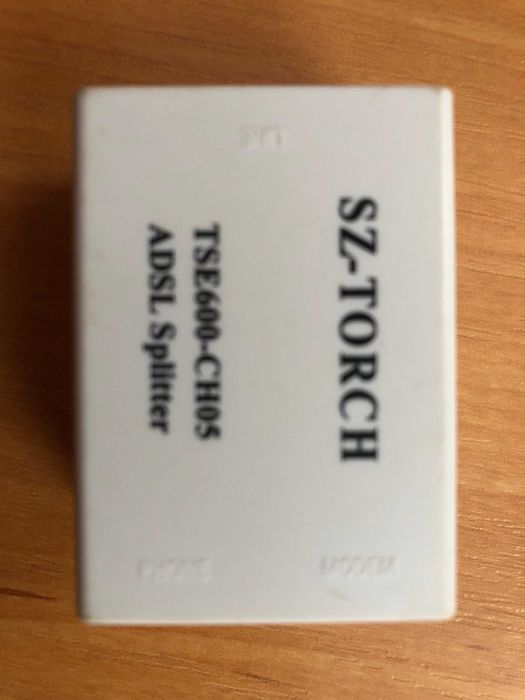 SZ-TORCH
TSE600-CH05
ADSL Splitter
LINE
PHONE
MODEM